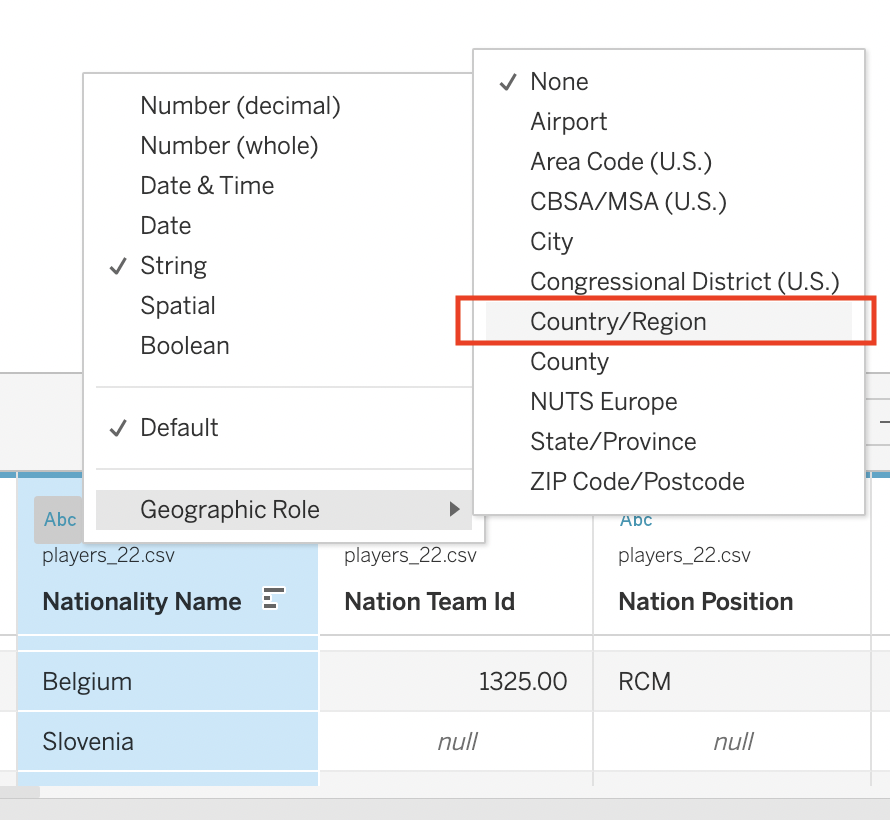 Number (decimal)
Number (whole)
Date & Time
Date
String
Spatial
Boolean
Default
Geographic Role
None
Airport
Area Code (U.S.)
CBSA/MSA (U.S.)
City
Congressional District (U.S.)
Country/Region
County
NUTS Europe
State/Province
ZIP Code/Postcode
Abc Abc
players_22.csv players_22.csv players_22.csv
Nationality Name Nation Team Id Nation Position
Belgium 1325.00 RCM
Slovenia null null